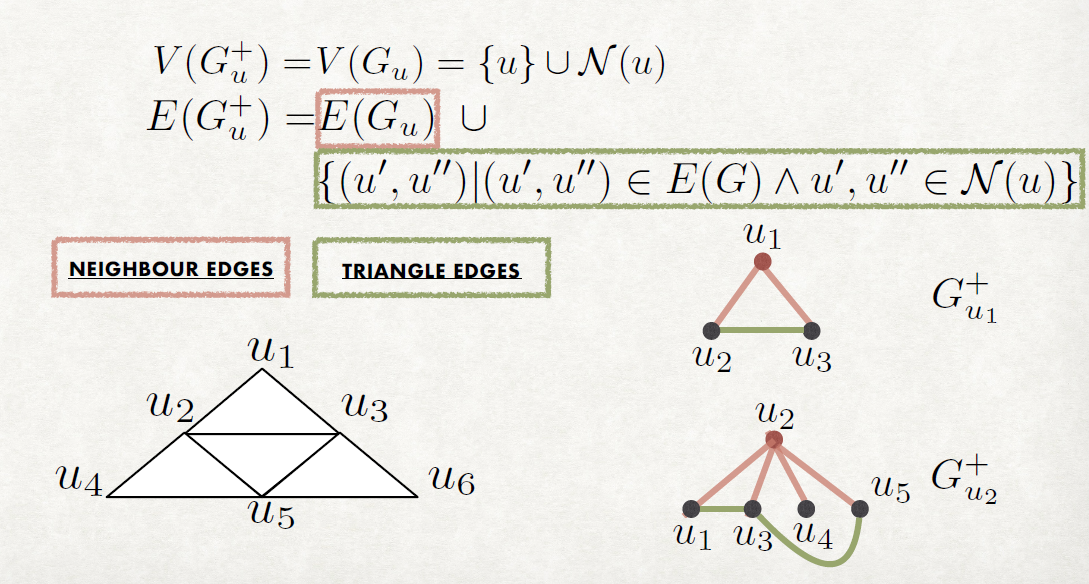 V(G_u^+) = V(G_u) = {u} ∪ 𝒩(u)
E(G_u^+) = E(G_u) ∪
{(u′, u″)|(u′, u″) ∈ E(G) ∧ u′, u″ ∈ 𝒩(u)}
NEIGHBOUR EDGES
TRIANGLE EDGES
u_1
u_2
u_3
u_4
u_5
u_6
u_1
G_{u_1}^+
u_2
u_3
u_2
u_5
G_{u_2}^+
u_1
u_3
u_4